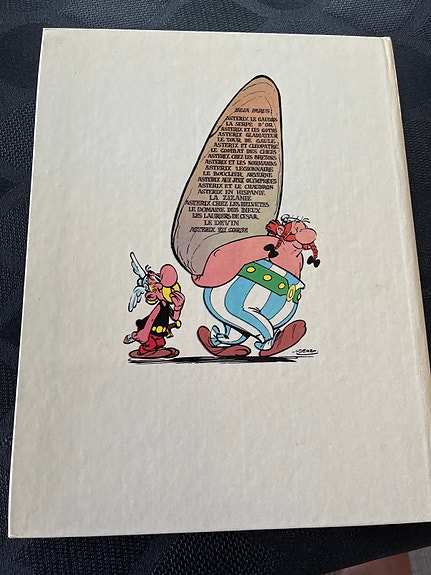 DEJA PARUS:
ASTERIX LE GAULOIS
LA SERPE D'OR
ASTERIX ET LES GOTHS
ASTERIX GLADIATEUR
LE TOUR DE GAULE
ASTERIX ET CLEOPATRE
LE COMBAT DES CHEFS
ASTERIX CHEZ LES BRETONS
ASTERIX ET LES NORMANDS
ASTERIX LEGIONNAIRE
LE BOUCLIER ARVERNE
ASTERIX AUX JEUX OLYMPIQUES
ASTERIX ET LE CHAUDRON
ASTERIX EN HISPANIE
LA ZIZANIE
ASTERIX CHEZ LES HELVETES
LE DOMAINE DES DIEUX
LES LAURIERS DE CESAR
LE DEVIN
ASTERIX EN CORSE